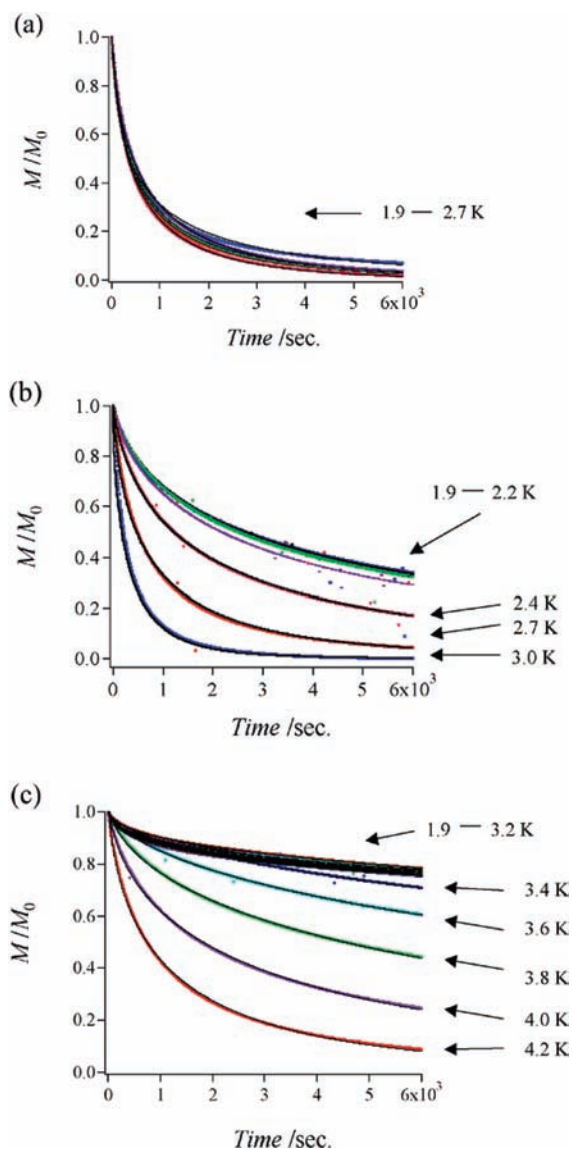 (a)
M/M0
1.0
0.8
0.6
0.4
0.2
0.0
1.9 — 2.7 K
0 1 2 3 4 5 6x10³
Time /sec.
(b)
M/M0
1.0
0.8
0.6
0.4
0.2
0.0
1.9 — 2.2 K
2.4 K
2.7 K
3.0 K
0 1 2 3 4 5 6x10³
Time /sec.
(c)
M/M0
1.0
0.8
0.6
0.4
0.2
0.0
1.9 — 3.2 K
3.4 K
3.6 K
3.8 K
4.0 K
4.2 K
0 1 2 3 4 5 6x10³
Time /sec.